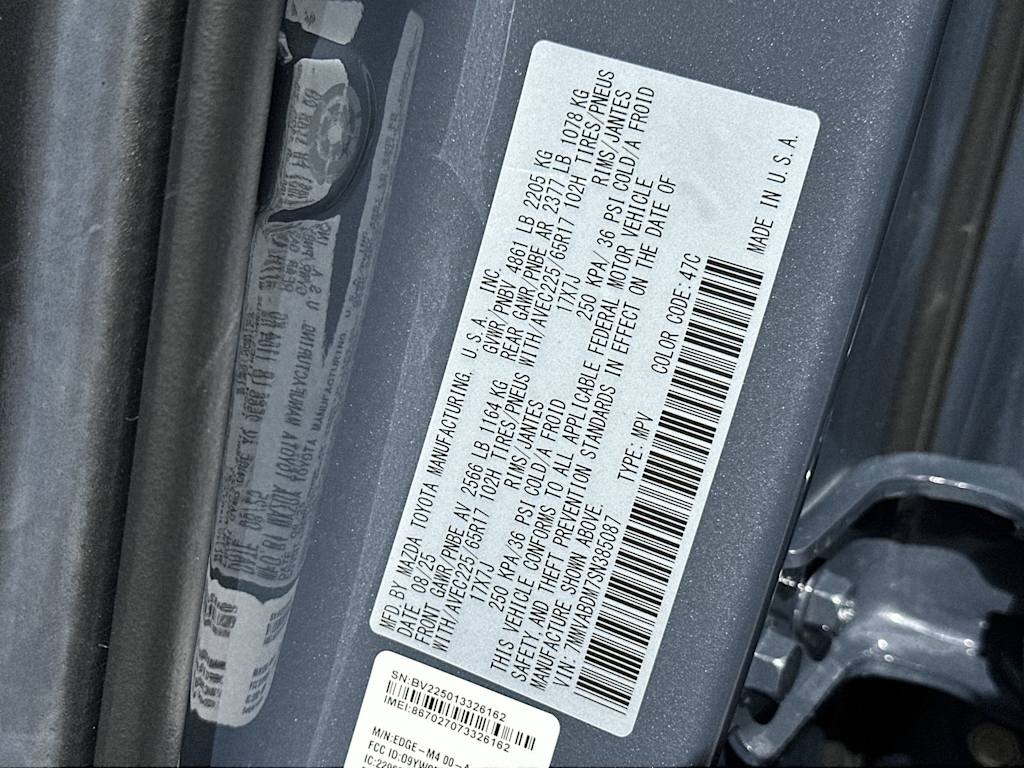 MFD.BY MAZDA TOYOTA MANUFACTURING, U.S.A., INC.
DATE 08/25 GVWR/PNBV 4861 LB 2205 KG
FRONT GAWR/PNBE AV 2566 LB 1164 KG REAR GAWR/PNBE AR 2377 LB 1078 KG
WITH/AVEC225/65R17 102H TIRES/PNEUS WITH/AVEC225/65R17 102H TIRES/PNEUS
17X7J RIMS/JANTES 17X7J RIMS/JANTES
250 KPA/36 PSI COLD/A FROID 250 KPA/36 PSI COLD/A FROID
THIS VEHICLE CONFORMS TO ALL APPLICABLE FEDERAL MOTOR VEHICLE
SAFETY, AND THEFT PREVENTION STANDARDS IN EFFECT ON THE DATE OF
MANUFACTURE SHOWN ABOVE.
VIN: 7MMVABDM7SN385087 TYPE: MPV COLOR CODE: 47C
MADE IN U.S.A.
SN:BV225013326162
IMEI:867027073326162
M/N:EDGE-M4 00-A